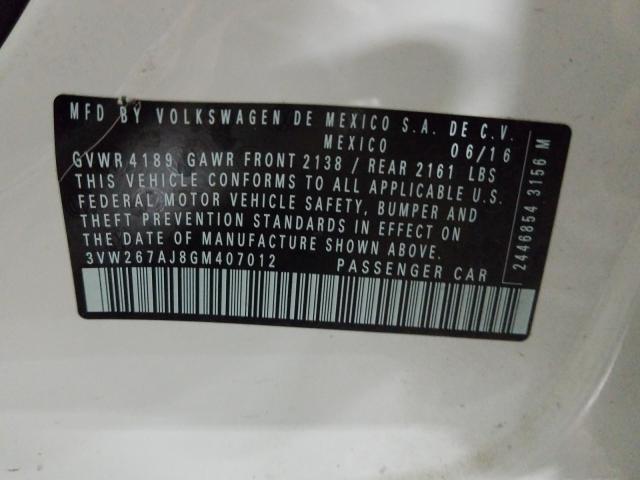 MFD BY VOLKSWAGEN DE MEXICO S.A. DE C.V.
MEXICO 06/16
GVWR 4189, GAWR FRONT 2138 / REAR 2161 LBS
THIS VEHICLE CONFORMS TO ALL APPLICABLE U.S.
FEDERAL MOTOR VEHICLE SAFETY, BUMPER AND
THEFT PREVENTION STANDARDS IN EFFECT ON
THE DATE OF MANUFACTURE SHOWN ABOVE.
3VW267AJ8GM407012 PASSENGER CAR
2446854 3156 M